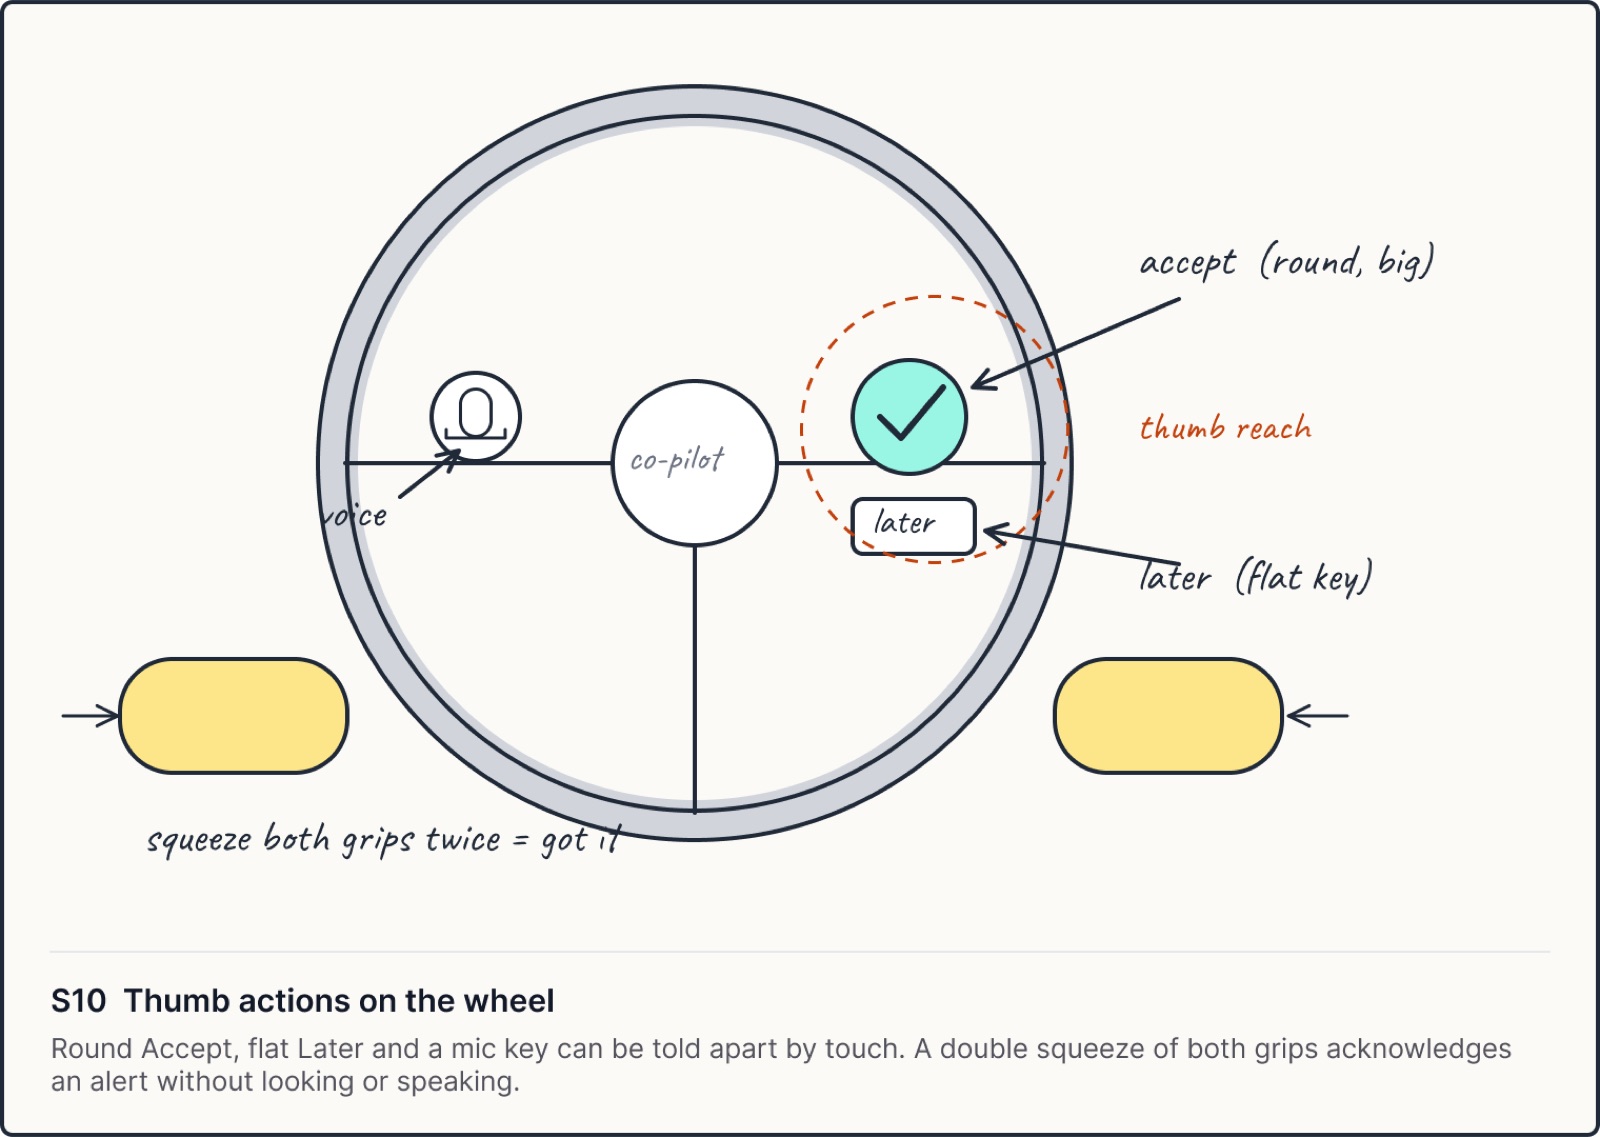 accept (round, big)
thumb reach
co-pilot
voice
later
later (flat key)
squeeze both grips twice = got it
S10 Thumb actions on the wheel
Round Accept, flat Later and a mic key can be told apart by touch. A double squeeze of both grips acknowledges
an alert without looking or speaking.